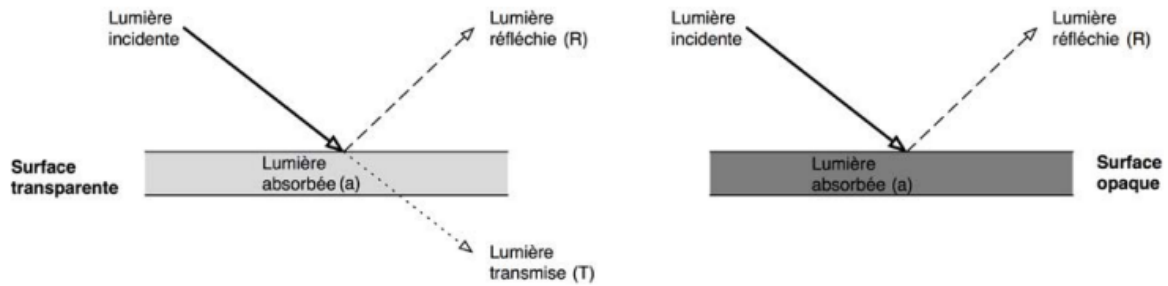 Lumière
incidente
Lumière
réfléchie (R)
Surface
transparente
Lumière
absorbée (a)
Lumière
transmise (T)
Lumière
incidente
Lumière
réfléchie (R)
Lumière
absorbée (a)
Surface
opaque